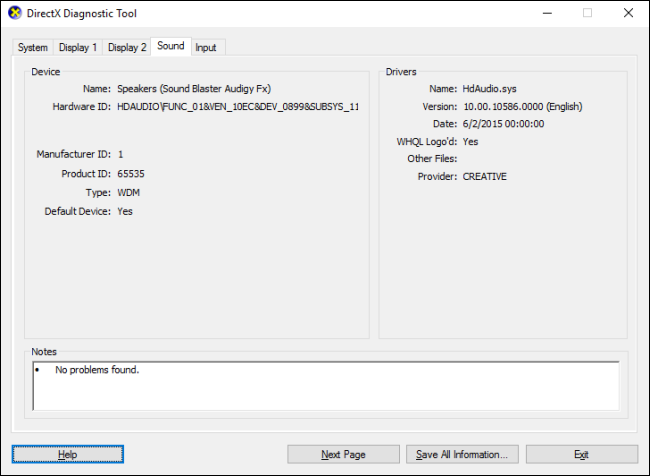 DirectX Diagnostic Tool
System Display 1 Display 2 Sound Input
Device
Name: Speakers (Sound Blaster Audigy Fx)
Hardware ID: HDAUDIO\FUNC_01&VEN_10EC&DEV_0899&SUBSYS_11
Manufacturer ID: 1
Product ID: 65535
Type: WDM
Default Device: Yes
Drivers
Name: HdAudio.sys
Version: 10.00.10586.0000 (English)
Date: 6/2/2015 00:00:00
WHQL Logo'd: Yes
Other Files:
Provider: CREATIVE
Notes
• No problems found.
Help Next Page Save All Information... Exit